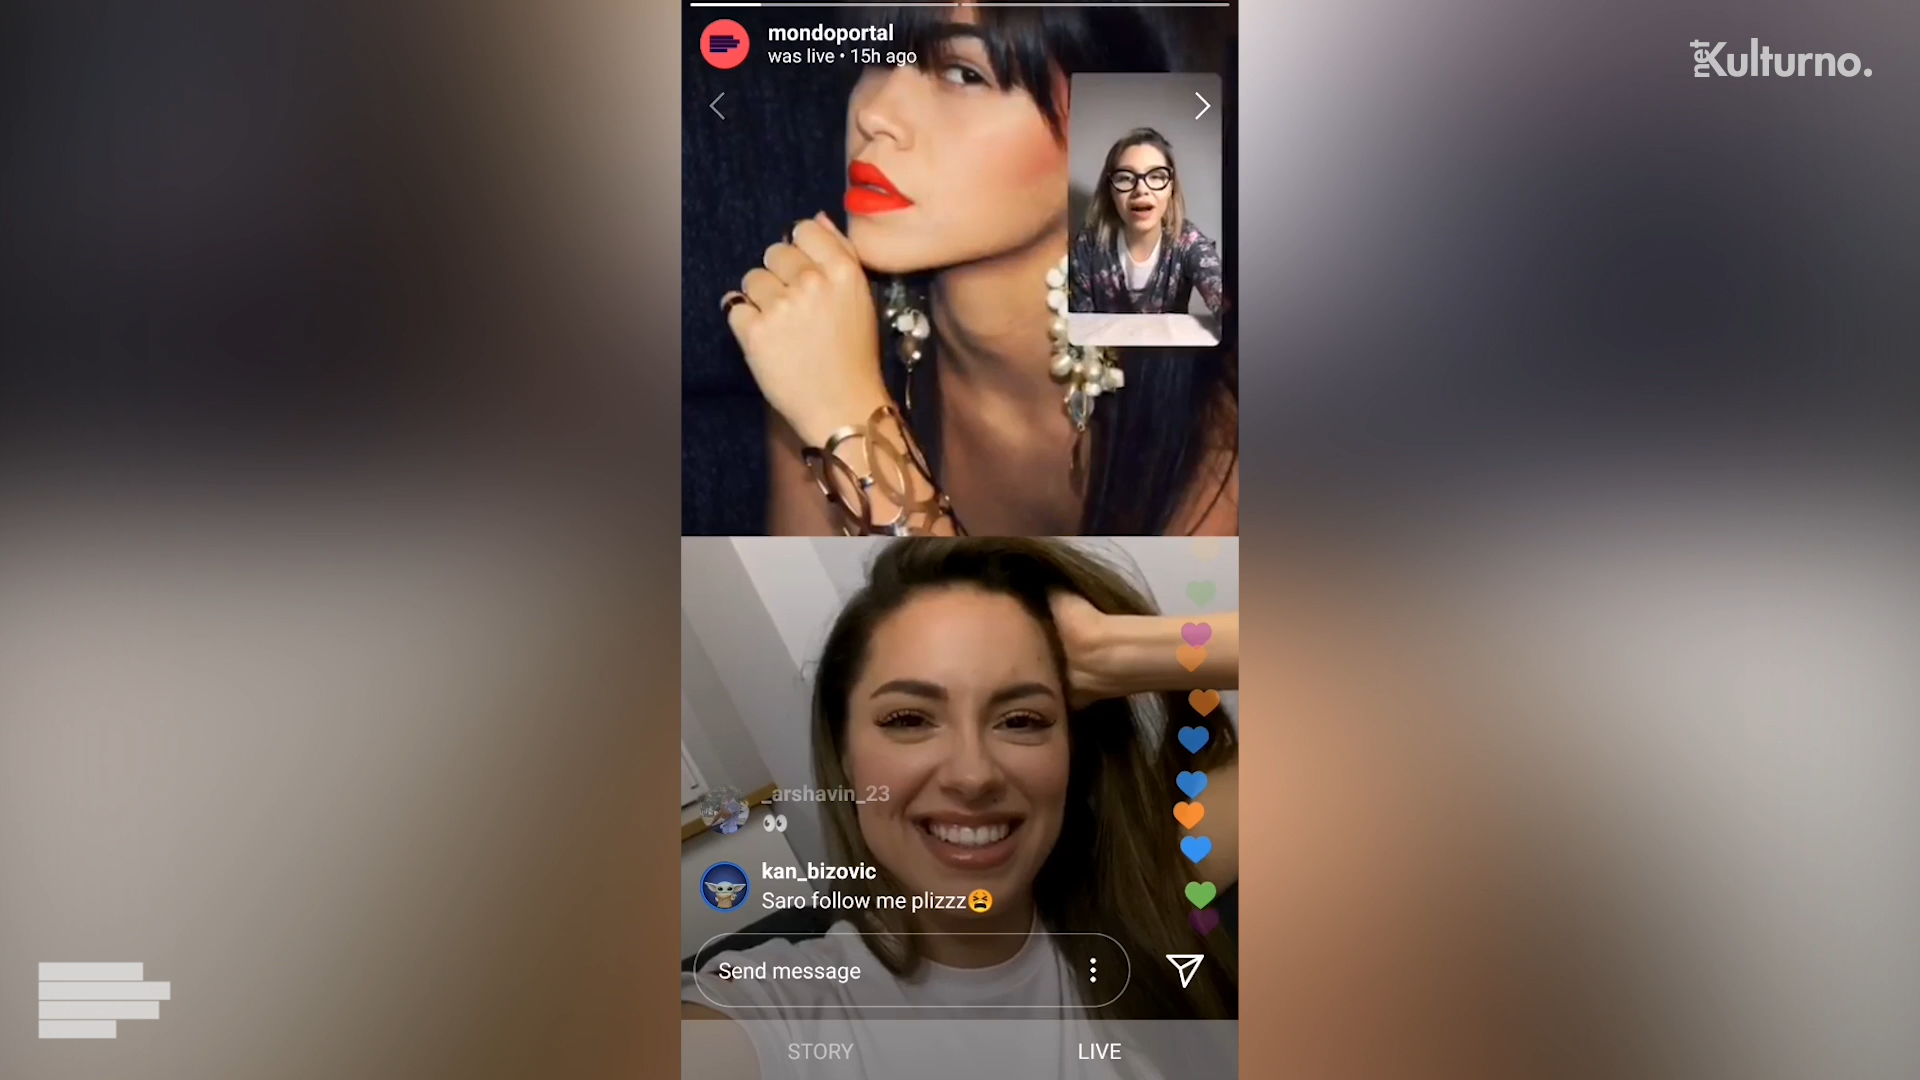 mondoportal
was live • 15h ago
netKulturno.
_arshavin_23
👀
kan_bizovic
Saro follow me plizzz😫
Send message
STORY
LIVE